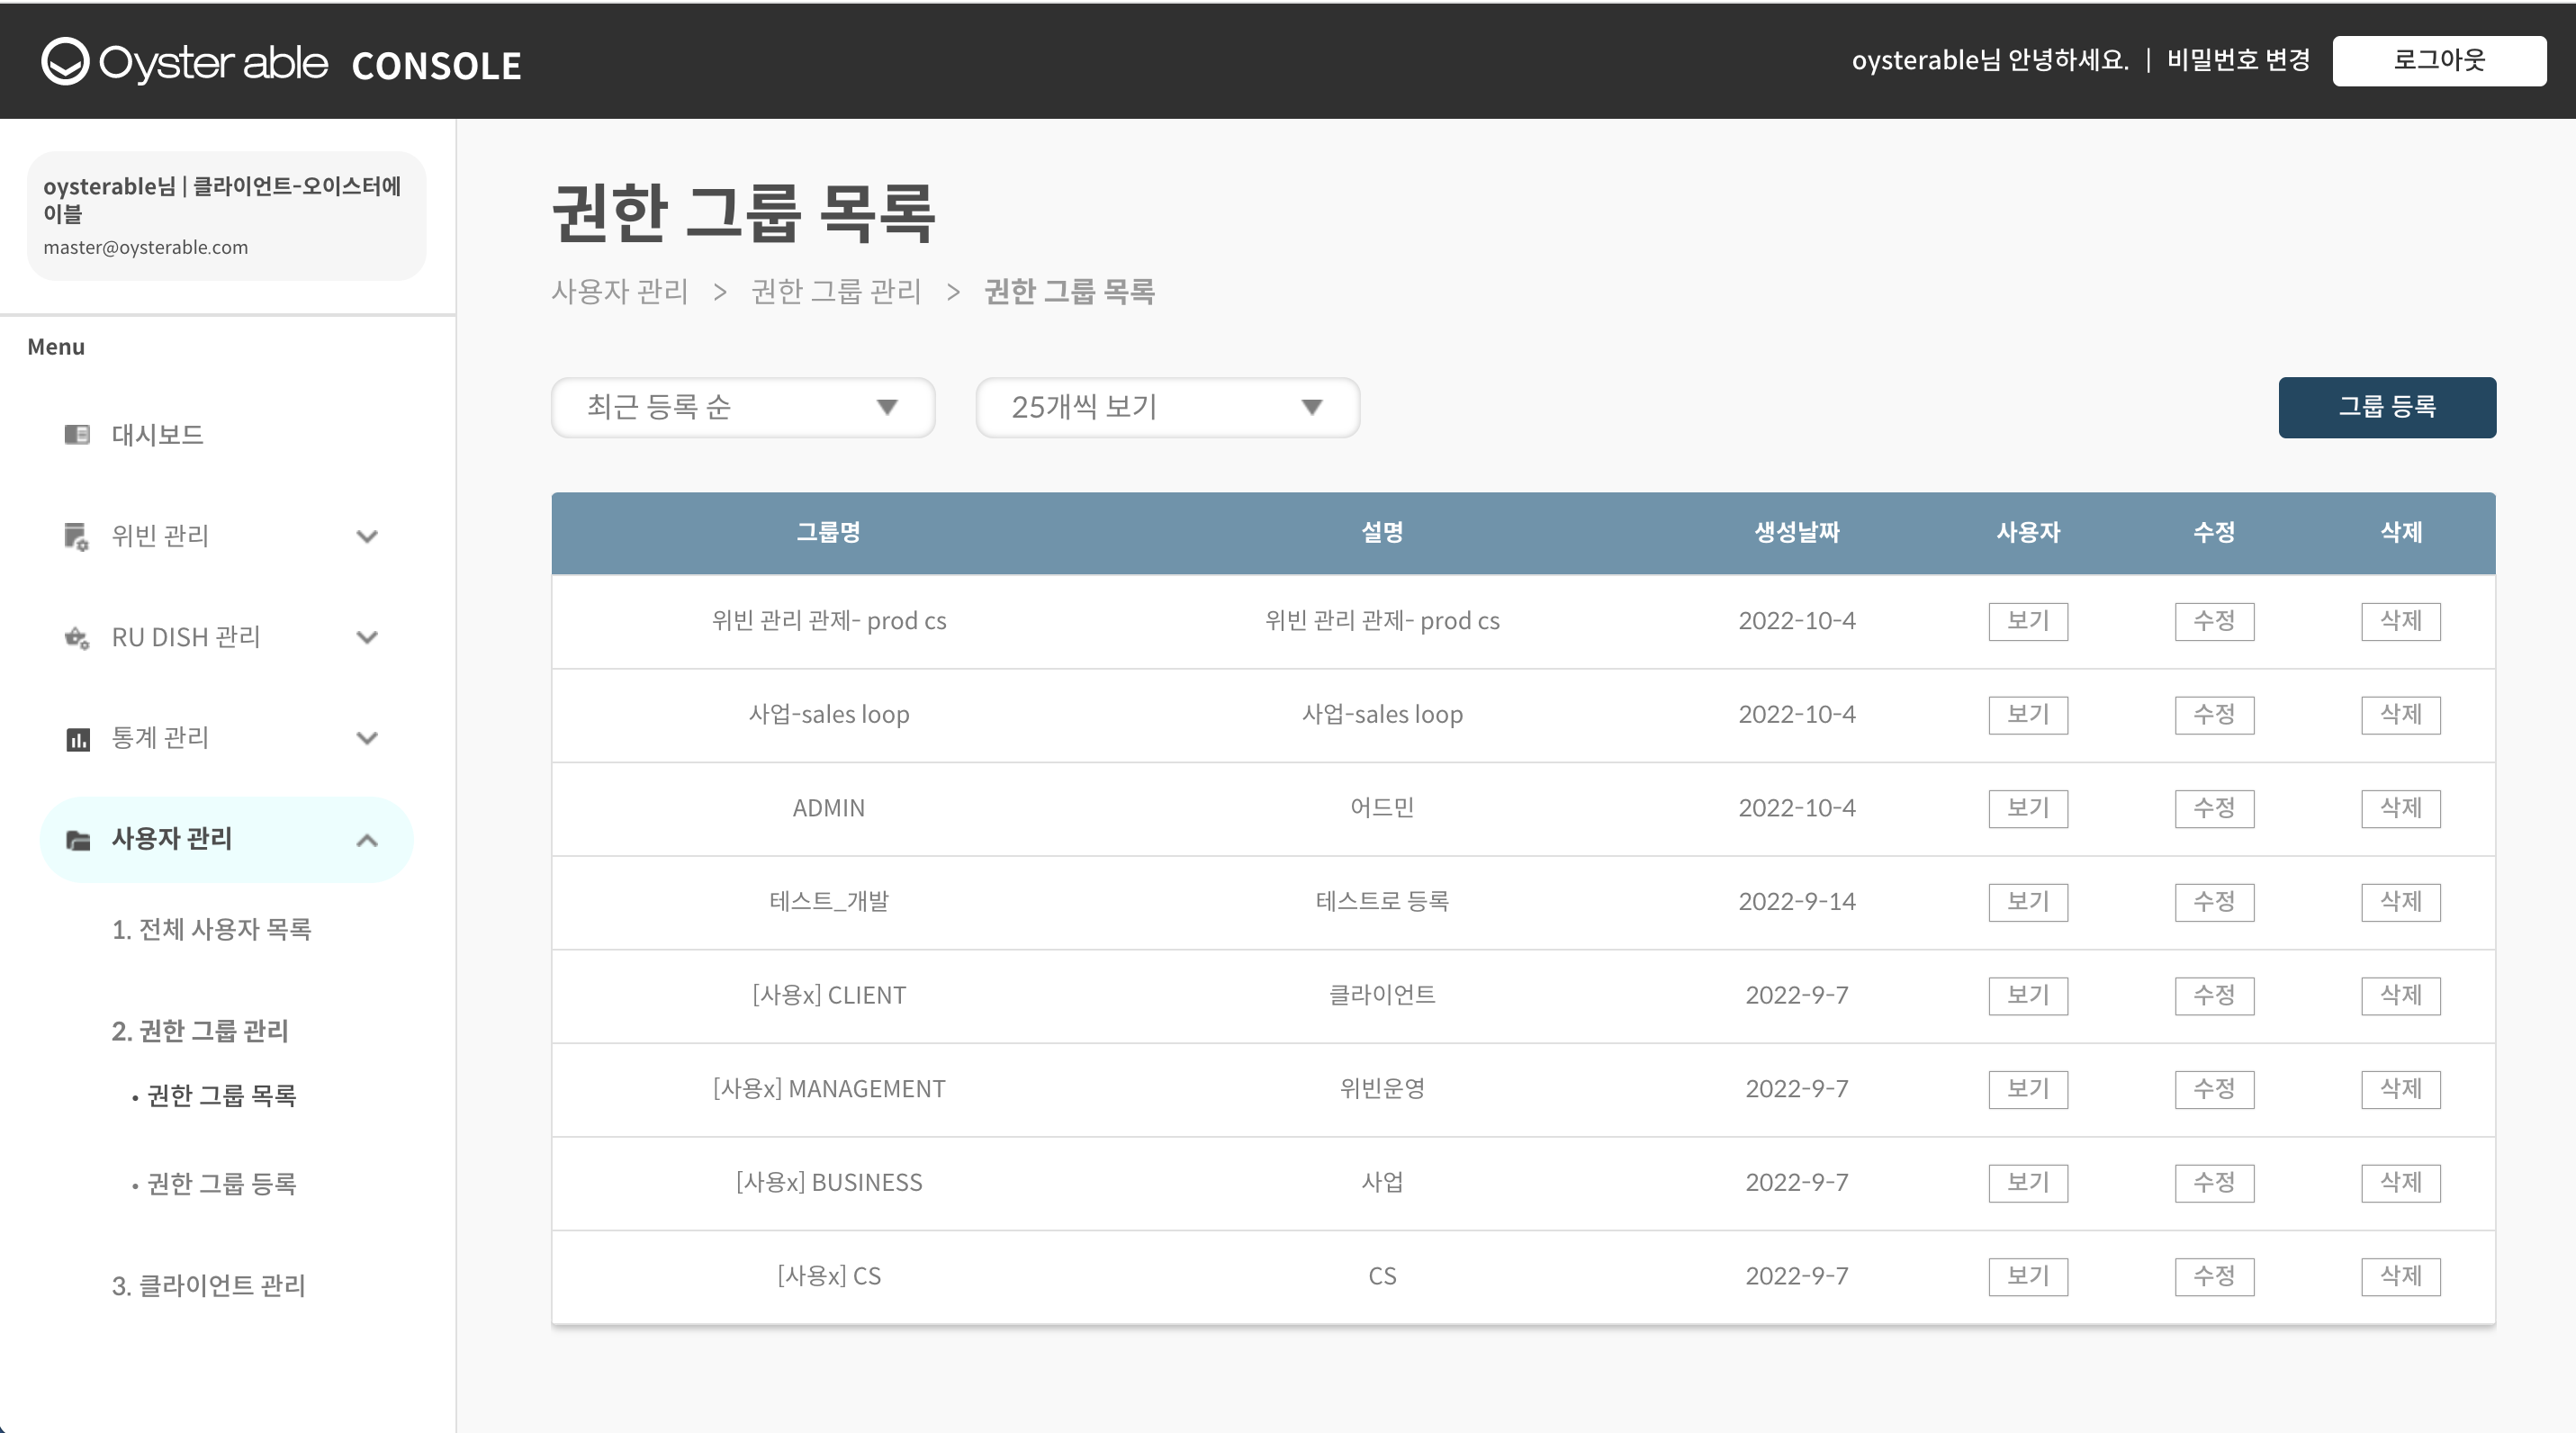 Oyster able CONSOLE
oysterable님 안녕하세요. | 비밀번호 변경 로그아웃
oysterable님 | 클라이언트-오이스터에
이블
master@oysterable.com
Menu
대시보드
위빈 관리
RU DISH 관리
통계 관리
사용자 관리
1. 전체 사용자 목록
2. 권한 그룹 관리
• 권한 그룹 목록
• 권한 그룹 등록
3. 클라이언트 관리
권한 그룹 목록
사용자 관리 > 권한 그룹 관리 > 권한 그룹 목록
최근 등록 순 25개씩 보기 그룹 등록
그룹명 설명 생성날짜 사용자 수정 삭제
위빈 관리 관제- prod cs 위빈 관리 관제- prod cs 2022-10-4 보기 수정 삭제
사업-sales loop 사업-sales loop 2022-10-4 보기 수정 삭제
ADMIN 어드민 2022-10-4 보기 수정 삭제
테스트_개발 테스트로 등록 2022-9-14 보기 수정 삭제
[사용x] CLIENT 클라이언트 2022-9-7 보기 수정 삭제
[사용x] MANAGEMENT 위빈운영 2022-9-7 보기 수정 삭제
[사용x] BUSINESS 사업 2022-9-7 보기 수정 삭제
[사용x] CS CS 2022-9-7 보기 수정 삭제